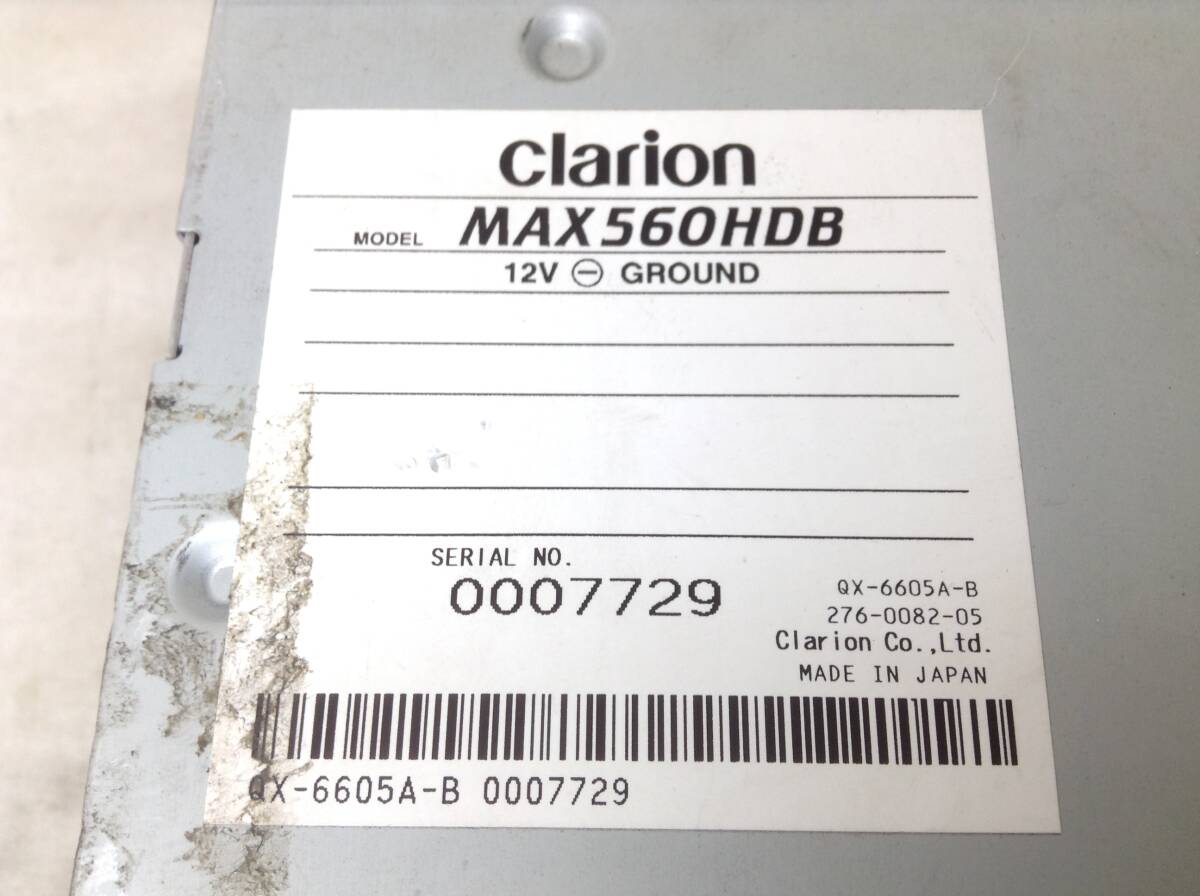 clarion
MODEL MAX560HDB
12V ⊖ GROUND
SERIAL NO.
0007729
QX-6605A-B
276-0082-05
Clarion Co.,Ltd.
MADE IN JAPAN
QX-6605A-B 0007729